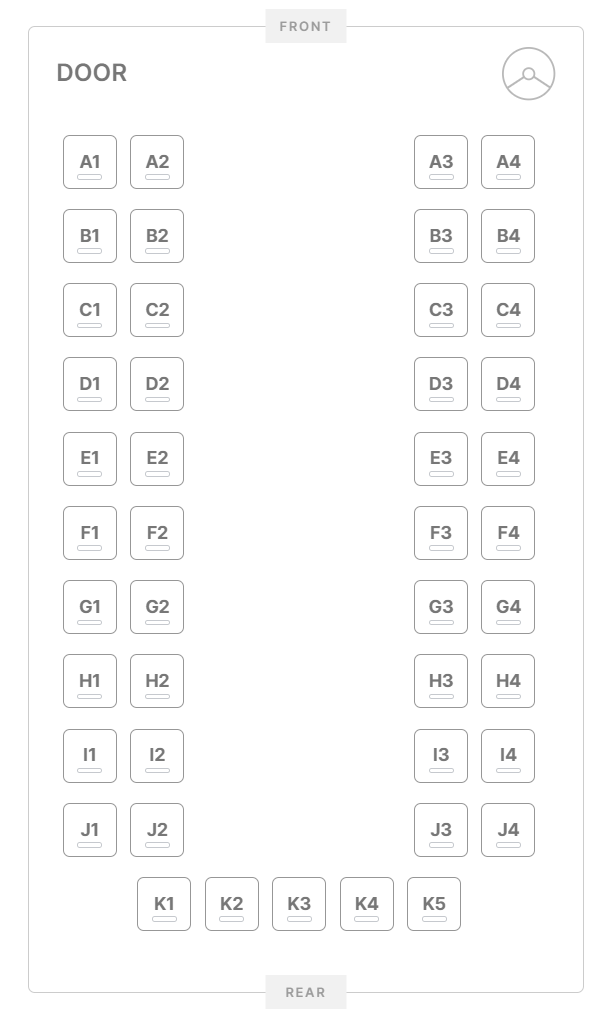 FRONT
DOOR
A1 A2 A3 A4
B1 B2 B3 B4
C1 C2 C3 C4
D1 D2 D3 D4
E1 E2 E3 E4
F1 F2 F3 F4
G1 G2 G3 G4
H1 H2 H3 H4
I1 I2 I3 I4
J1 J2 J3 J4
K1 K2 K3 K4 K5
REAR